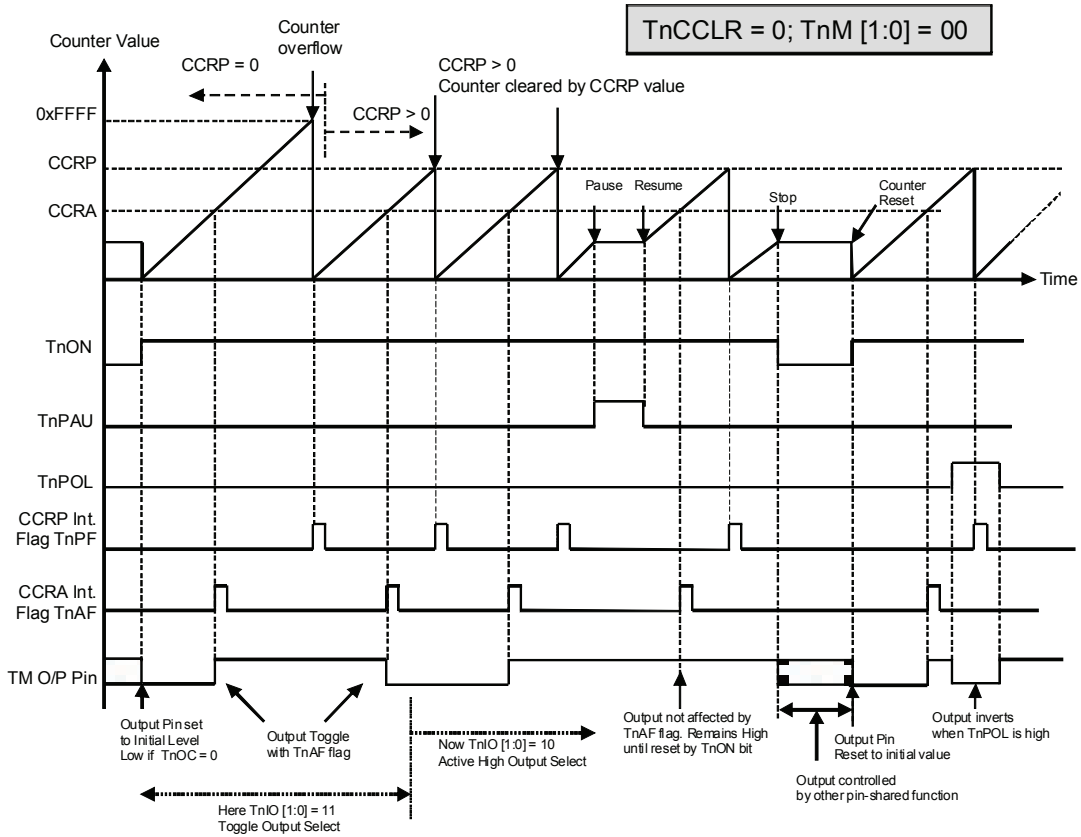 TnCCLR = 0; TnM [1:0] = 00
Counter Value
Counter
overflow
CCRP = 0
CCRP > 0
CCRP > 0
Counter cleared by CCRP value
0xFFFF
CCRP
CCRA
Pause
Resume
Stop
Counter
Reset
Time
TnON
TnPAU
TnPOL
CCRP Int.
Flag TnPF
CCRA Int.
Flag TnAF
TM O/P Pin
Output Pin set
to Initial Level
Low if TnOC = 0
Output Toggle
with TnAF flag
Now TnIO [1:0] = 10
Active High Output Select
Output not affected by
TnAF flag. Remains High
until reset by TnON bit
Output Pin
Reset to initial value
Output inverts
when TnPOL is high
Output controlled
by other pin-shared function
Here TnIO [1:0] = 11
Toggle Output Select